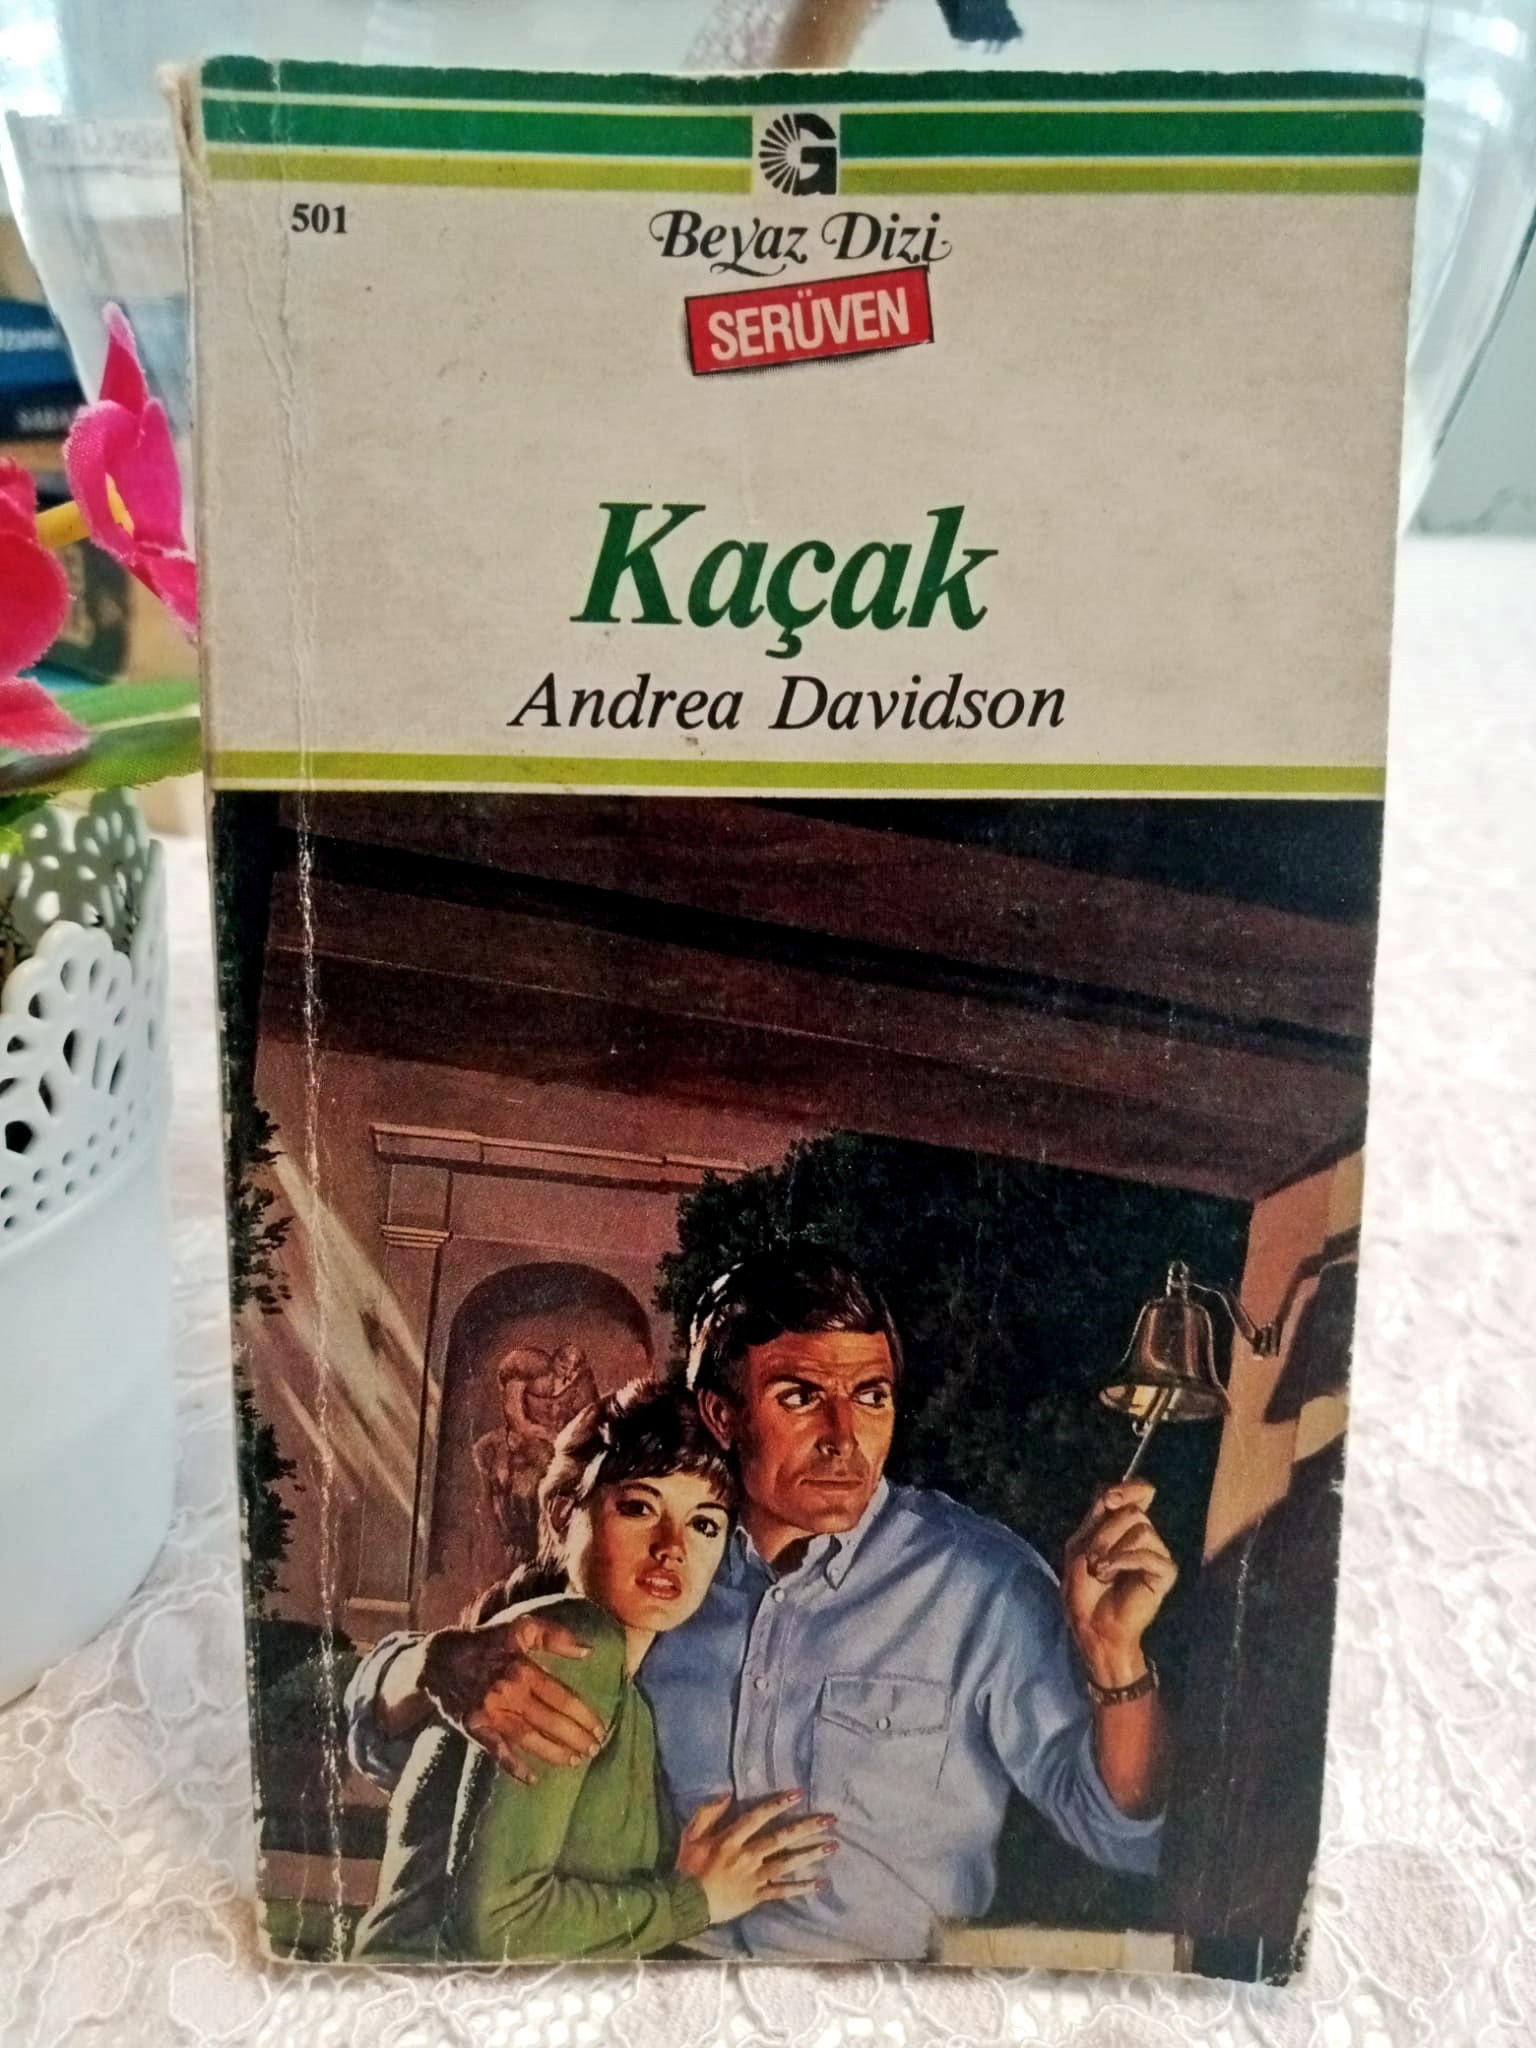 G
501
Beyaz Dizi
SERÜVEN
Kaçak
Andrea Davidson